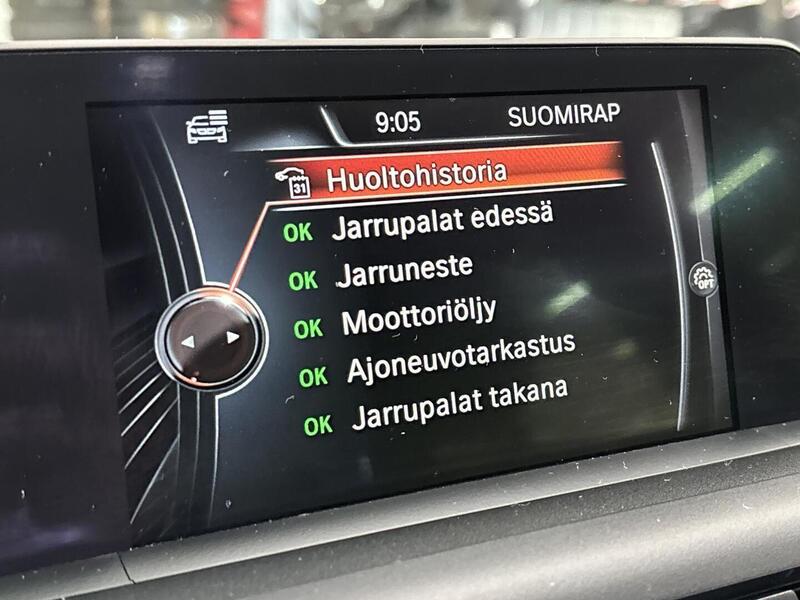 9:05 SUOMIRAP
31 Huoltohistoria
OK Jarrupalat edessä
OK Jarruneste
OK Moottoriöljy
OK Ajoneuvotarkastus
OK Jarrupalat takana
OPT